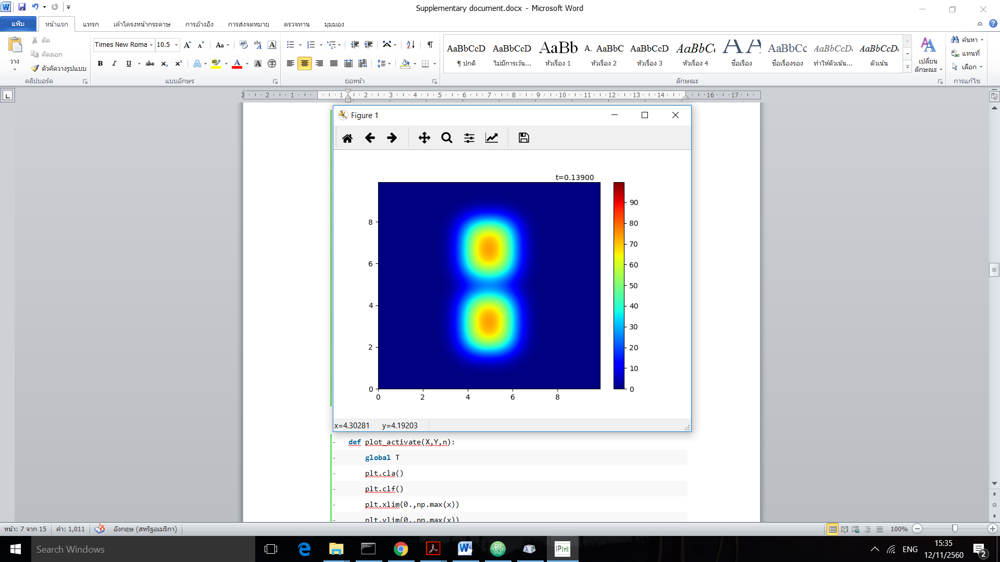 Supplementary document.docx - Microsoft Word
แฟ้ม หน้าแรก แทรก เค้าโครงหน้ากระดาษ การอ้างอิง การส่งจดหมาย ตรวจทาน มุมมอง
วาง
ตัด
คัดลอก
ตัวคัดวางรูปแบบ
คลิปบอร์ด
Times New Roma 10.5
แบบอักษร
ย่อหน้า
AaBbCcD AaBbCcD AaBb A. AaBbC AaBbCcD AaBbCc AA AaBbCc AaBbCcD AaBbCcD
¶ ปกติ ไม่มีการเว้น... หัวเรื่อง 1 หัวเรื่อง 2 หัวเรื่อง 3 หัวเรื่อง 4 ชื่อเรื่อง ชื่อเรื่องรอง ทำให้ตัวเน้น... ตัวเน้น
ลักษณะ
เปลี่ยน
ลักษณะ
ค้นหา
แทนที่
เลือก
การแก้ไข
3 2 1 1 2 3 4 5 6 7 8 9 10 11 12 13 14 16 17
Figure 1
t=0.13900
8
6
4
2
0
0 2 4 6 8
90
80
70
60
50
40
30
20
10
0
x=4.30281 y=4.19203
- def plot_activate(X,Y,n):
- global T
- plt.cla()
- plt.clf()
- plt.xlim(0.,np.max(x))
- plt.ylim(0.,np.max(x))
หน้า: 7 จาก 15 คำ: 1,011 อังกฤษ (สหรัฐอเมริกา) 100%
Search Windows
IP[y]:
ENG
15:35
12/11/2560
2